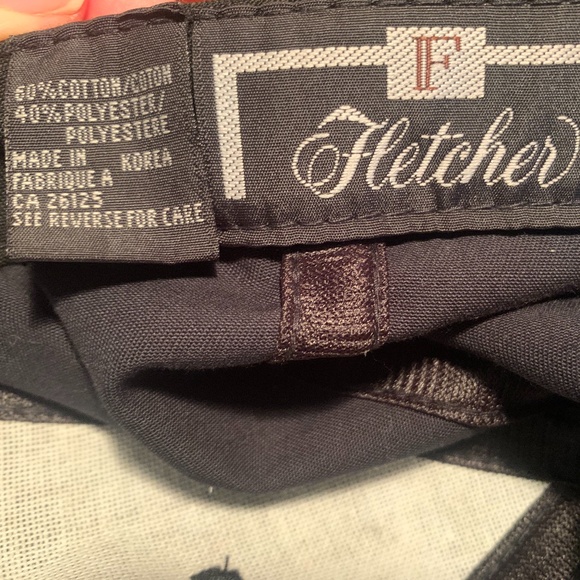 60% COTTON/COTON
40% POLYESTER/
POLYESTERE
MADE IN KOREA
FABRIQUE A
CA 26125
SEE REVERSE FOR CARE
F
Fletcher